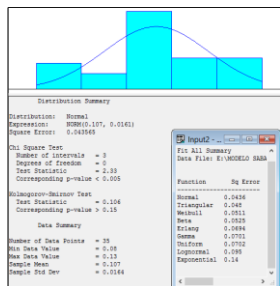 Distribution Summary
Distribution: Normal
Expression: NORM(0.107, 0.0161)
Square Error: 0.043565
Chi Square Test
Number of intervals = 3
Degrees of freedom = 0
Test Statistic = 2.33
Corresponding p-value < 0.005
Kolmogorov-Smirnov Test
Test Statistic = 0.106
Corresponding p-value > 0.15
Data Summary
Number of Data Points = 35
Min Data Value = 0.08
Max Data Value = 0.13
Sample Mean = 0.107
Sample Std Dev = 0.0164
Input2 - ...
Fit All Summary
Data File: E:\MODELO SABA
Function Sq Error
Normal 0.0436
Triangular 0.048
Weibull 0.0511
Beta 0.0525
Erlang 0.0694
Gamma 0.0701
Uniform 0.0702
Lognormal 0.095
Exponential 0.14